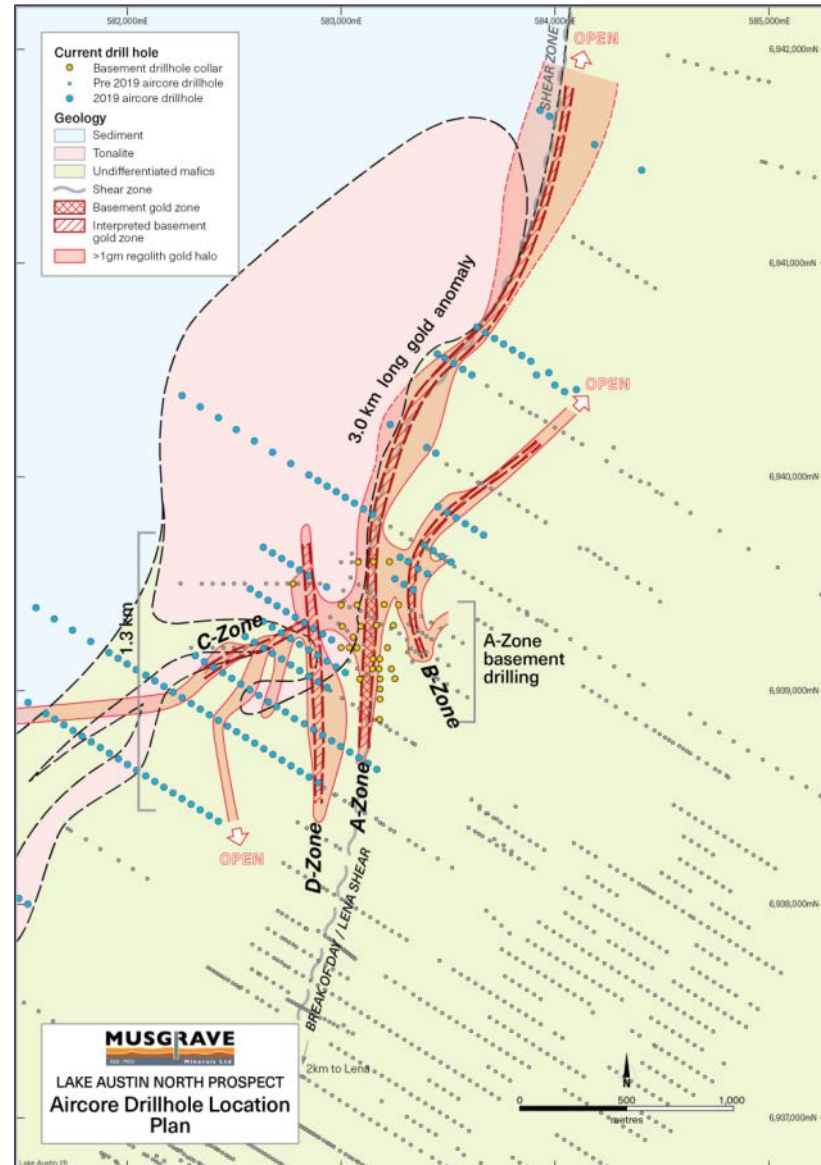 582,000mE
583,000mE
584,000mE
585,000mE
Current drill hole
Basement drillhole collar
Pre 2019 aircore drillhole
2019 aircore drillhole
Geology
Sediment
Tonalite
Undifferentiated mafics
Shear zone
Basement gold zone
Interpreted basement
gold zone
>1gm regolith gold halo
OPEN
SHEAR ZONE
6,942,000mN
6,941,000mN
3.0 km long gold anomaly
OPEN
6,940,000mN
1.3 km
C-Zone
B-Zone
A-Zone
basement
drilling
6,939,000mN
A-Zone
D-Zone
OPEN
BREAK OF DAY / LENA SHEAR
6,938,000mN
2km to Lena
MUSGRAVE
Minerals Ltd
LAKE AUSTIN NORTH PROSPECT
Aircore Drillhole Location
Plan
N
0 500 1,000
metres
6,937,000mN